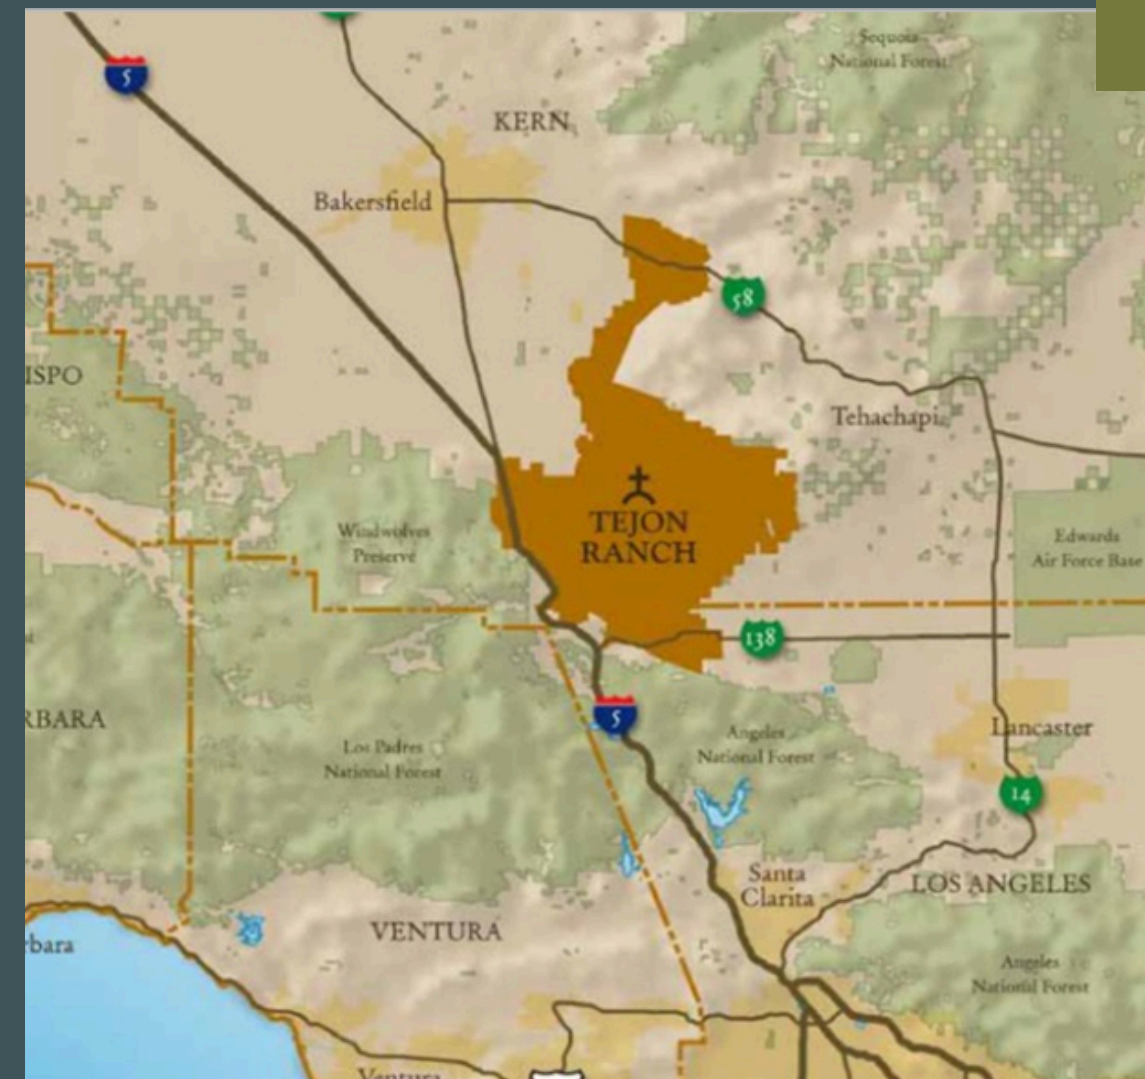 Sequoia
National Forest
5
KERN
Bakersfield
58
ISPO
Tehachapi
TEJON
RANCH
Windwolves
Preserve
Edwards
Air Force Base
138
5
RBARA
Los Padres
National Forest
Angeles
National Forest
Lancaster
14
Santa
Clarita
LOS ANGELES
VENTURA
rbara
Angeles
National Forest
Ventura